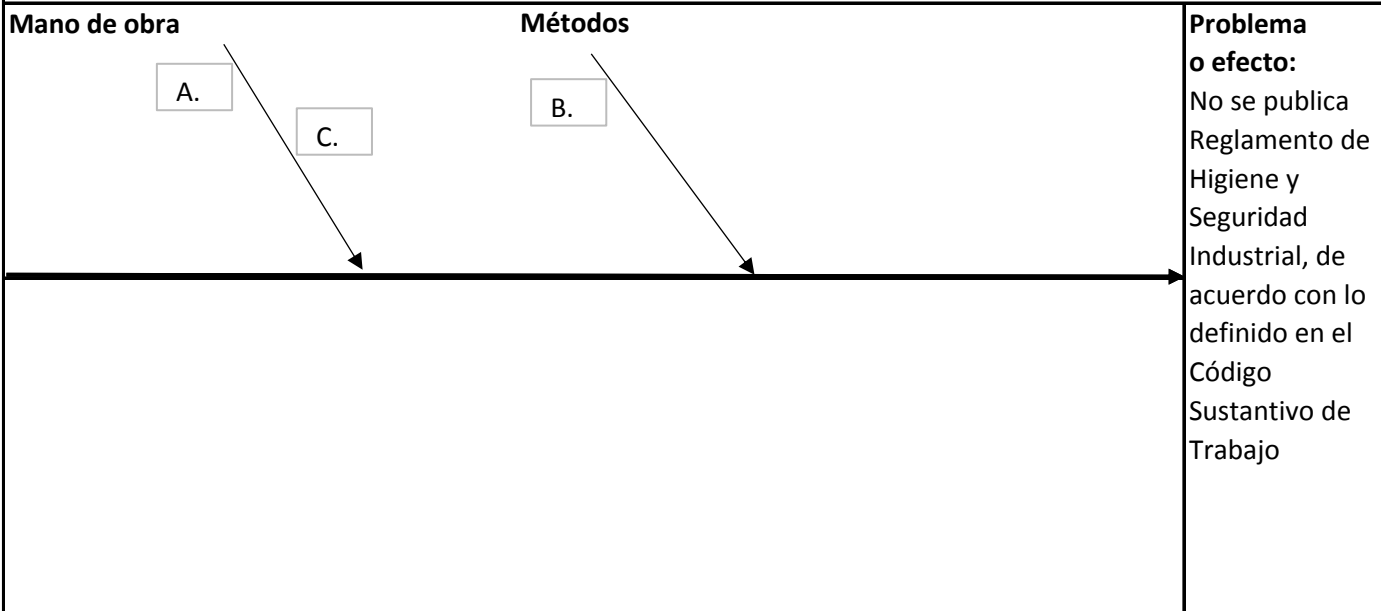 Mano de obra
Métodos
A.
B.
C.
Problema
o efecto:
No se publica
Reglamento de
Higiene y
Seguridad
Industrial, de
acuerdo con lo
definido en el
Código
Sustantivo de
Trabajo